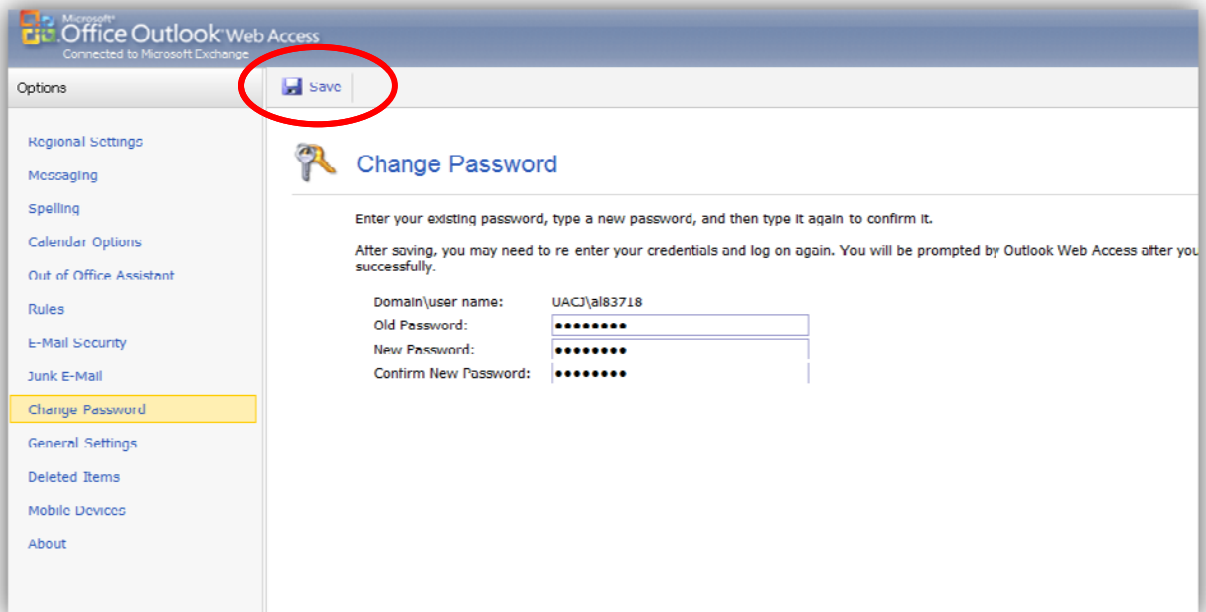 Microsoft®
Office Outlook® Web Access
Connected to Microsoft Exchange
Options
Save
Regional Settings
Messaging
Spelling
Calendar Options
Out of Office Assistant
Rules
E-Mail Security
Junk E-Mail
Change Password
General Settings
Deleted Items
Mobile Devices
About
Change Password
Enter your existing password, type a new password, and then type it again to confirm it.
After saving, you may need to re enter your credentials and log on again. You will be prompted by Outlook Web Access after you
successfully.
Domain\user name: UACJ\al83718
Old Password: ••••••••
New Password: ••••••••
Confirm New Password: ••••••••